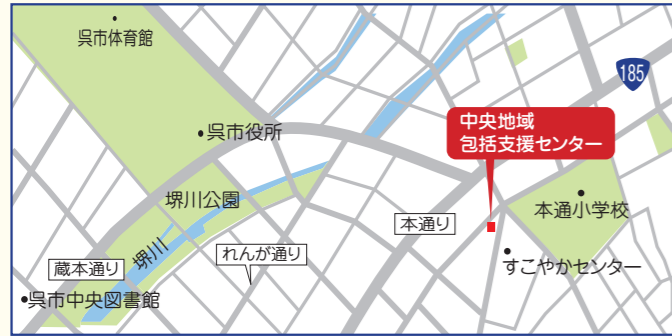 呉市体育館
185
中央地域
包括支援センター
呉市役所
堺川公園
本通小学校
本通り
れんが通り
すこやかセンター
蔵本通り
堺川
呉市中央図書館